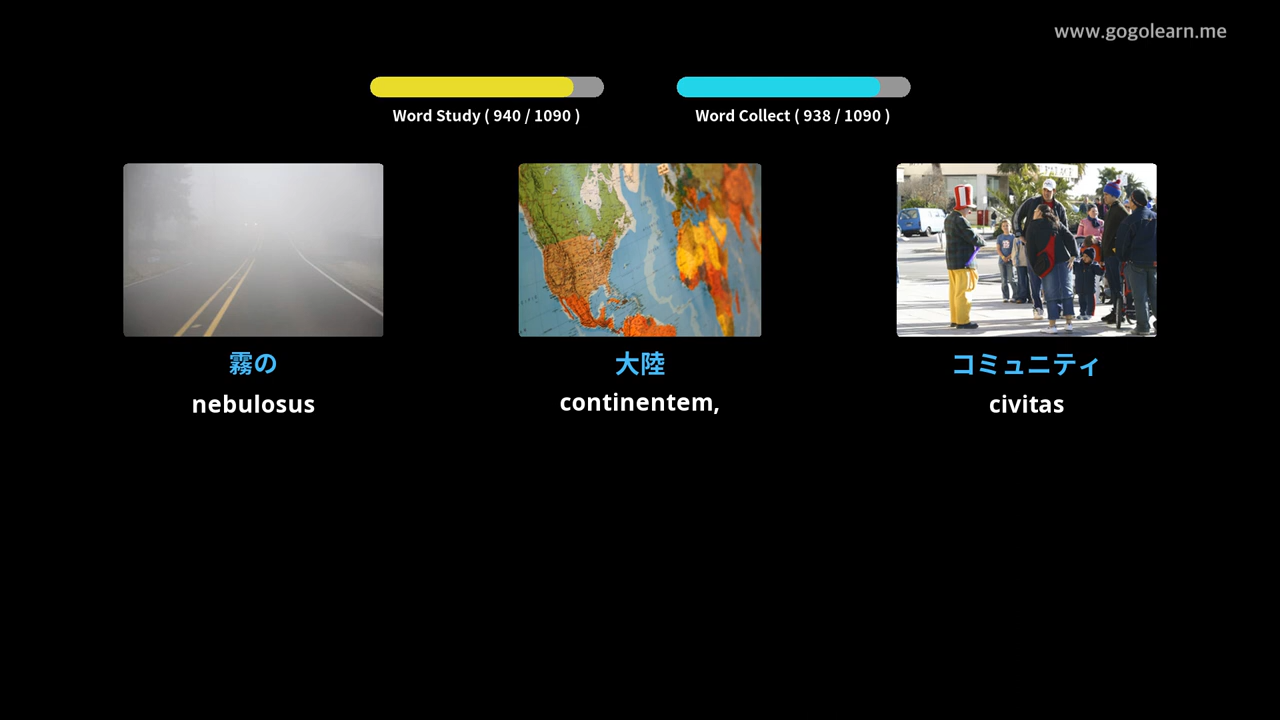 www.gogolearn.me
Word Study ( 940 / 1090 )
Word Collect ( 938 / 1090 )
霧の
大陸
コミュニティ
nebulosus
continentem,
civitas